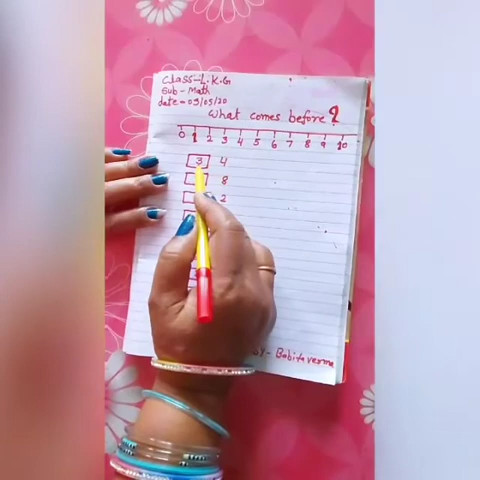 Class-L.K.G
Sub - Math
date = 09/05/20
What comes before ?
0 1 2 3 4 5 6 7 8 9 10
3 4
8
2
By - Babita verma